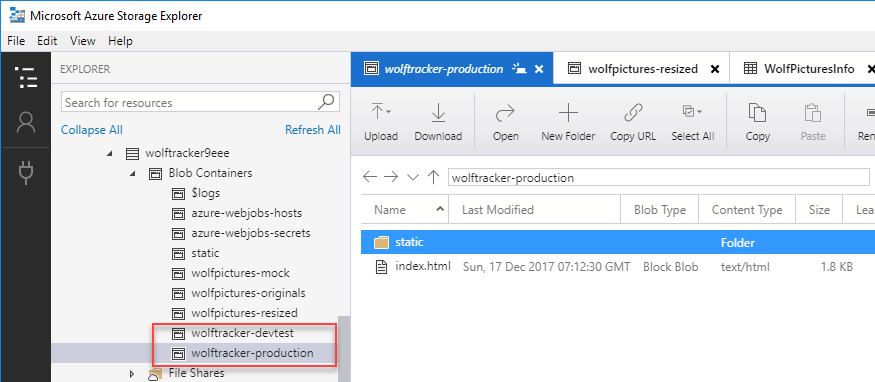 Microsoft Azure Storage Explorer
File Edit View Help
EXPLORER
Search for resources
Collapse All Refresh All
wolftracker9eee
Blob Containers
$logs
azure-webjobs-hosts
azure-webjobs-secrets
static
wolfpictures-mock
wolfpictures-originals
wolfpictures-resized
wolftracker-devtest
wolftracker-production
File Shares
wolftracker-production wolfpictures-resized WolfPicturesInfo
Upload Download Open New Folder Copy URL Select All Copy Paste Ren
wolftracker-production
Name Last Modified Blob Type Content Type Size Lea
static Folder
index.html Sun, 17 Dec 2017 07:12:30 GMT Block Blob text/html 1.8 KB